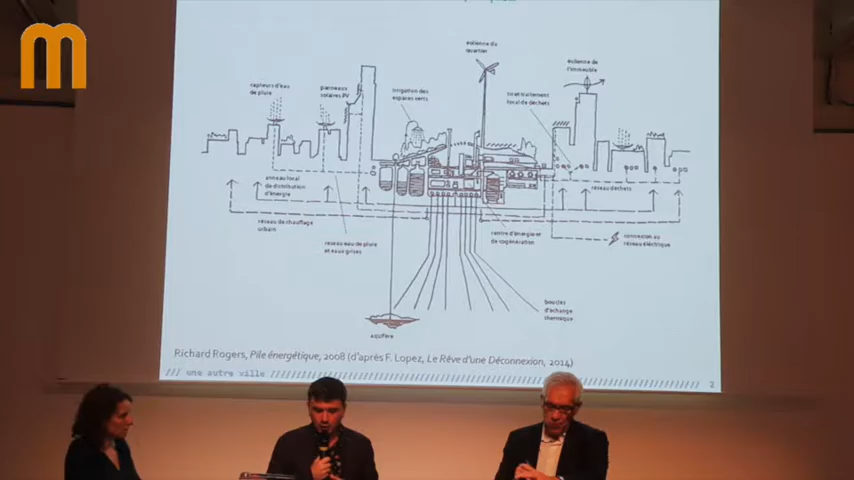 m
éolienne du
quartier
éolienne de
l'immeuble
capteurs d'eau
de pluie
panneaux
solaires PV
irrigation des
espaces verts
tri et traitement
local de déchets
anneau local
de distribution
d'énergie
réseau déchets
réseau de chauffage
urbain
réseau eau de pluie
et eaux grises
centre d'énergie et
de cogénération
connexion au
réseau électrique
boucles
d'échange
thermique
aquifère
Richard Rogers, Pile énergétique, 2008 (d'après F. Lopez, Le Rêve d'une Déconnexion, 2014)
/// une autre ville
2